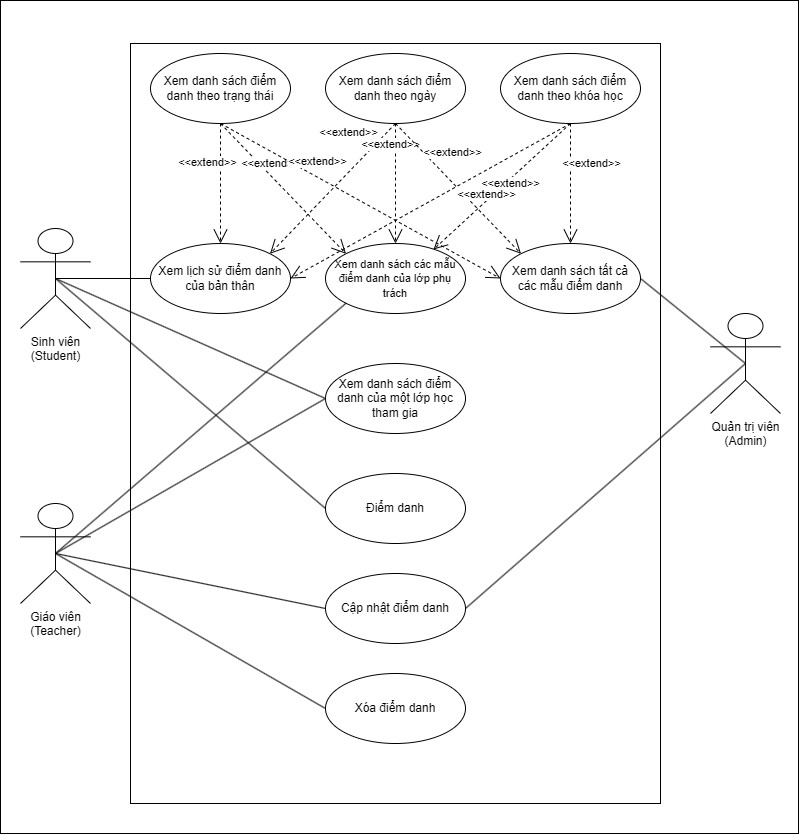 Xem danh sách điểm
danh theo trạng thái
Xem danh sách điểm
danh theo ngày
Xem danh sách điểm
danh theo khóa học
<<extend>>
<<extend>>
<<extend>>
<<extend>>
<<extend
<<extend>>
<<extend>>
<<extend>>
<<extend>>
Xem lịch sử điểm danh
của bản thân
Xem danh sách các mẫu
điểm danh của lớp phụ
trách
Xem danh sách tất cả
các mẫu điểm danh
Sinh viên
(Student)
Xem danh sách điểm
danh của một lớp học
tham gia
Quản trị viên
(Admin)
Điểm danh
Giáo viên
(Teacher)
Cập nhật điểm danh
Xóa điểm danh